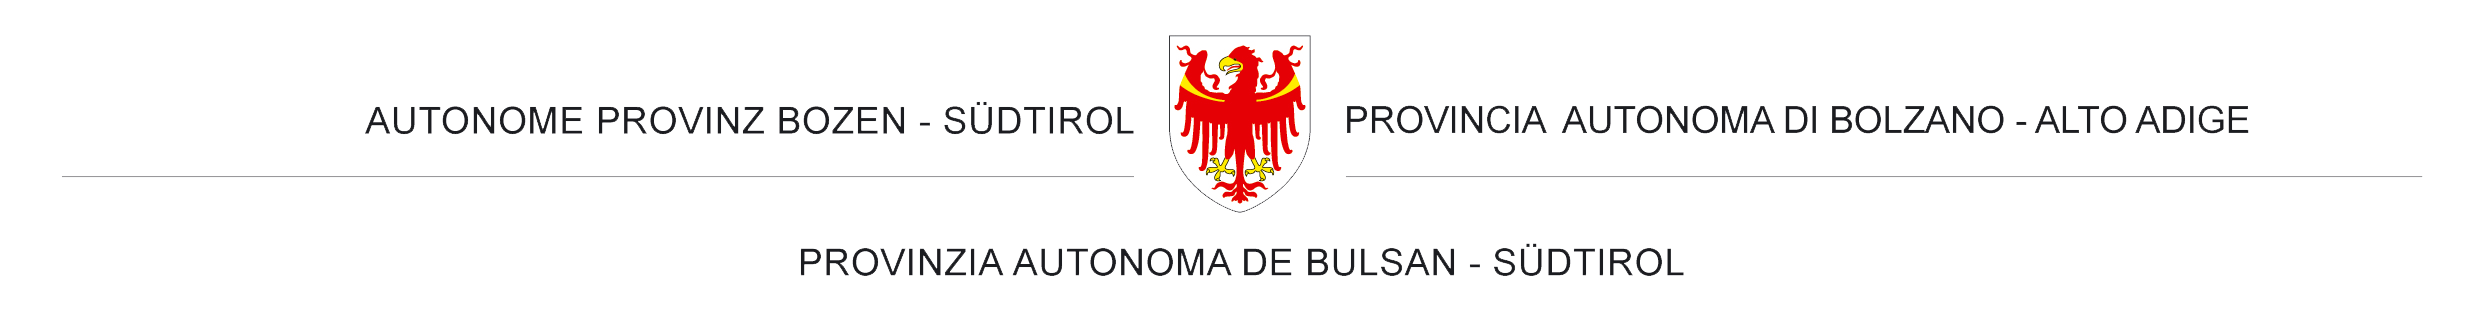 AUTONOME PROVINZ BOZEN - SÜDTIROL
PROVINCIA AUTONOMA DI BOLZANO - ALTO ADIGE
PROVINZIA AUTONOMA DE BULSAN - SÜDTIROL